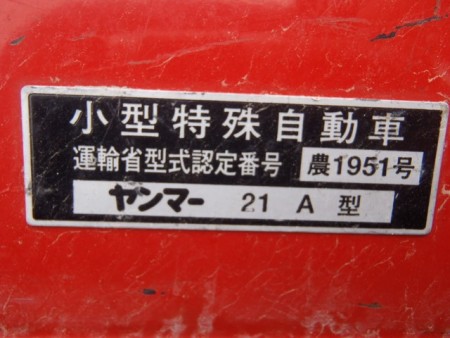 小型特殊自動車
運輸省型式認定番号 農1951号
ヤンマー 21 A 型